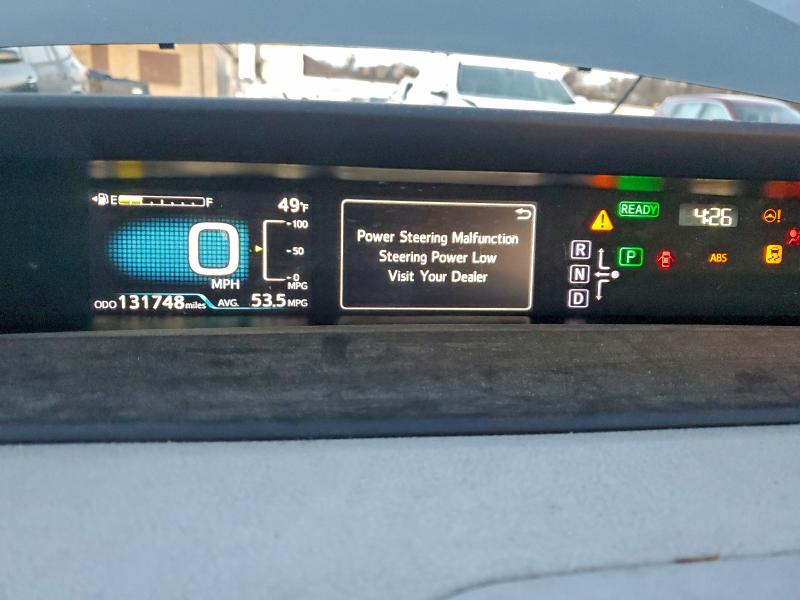 E F
49°F
100
0
50
MPH
0
MPG
ODO 131748 miles AVG. 53.5 MPG
Power Steering Malfunction
Steering Power Low
Visit Your Dealer
READY
4:26
!
!
R
P
N
ABS
D